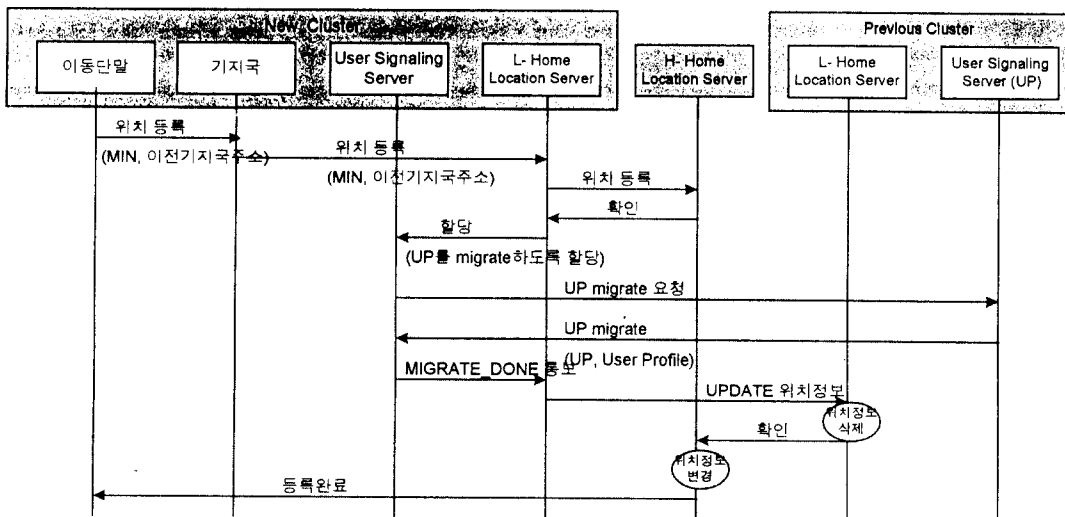 New Cluster
Previous Cluster
이동단말
기지국
User Signaling
Server
L- Home
Location Server
H- Home
Location Server
L- Home
Location Server
User Signaling
Server (UP)
위치 등록
(MIN, 이전기지국주소)
위치 등록
(MIN, 이전기지국주소)
위치 등록
확인
할당
(UP를 migrate하도록 할당)
UP migrate 요청
UP migrate
(UP, User Profile)
MIGRATE_DONE 통보
UPDATE 위치정보
위치정보
삭제
확인
위치정보
변경
등록완료